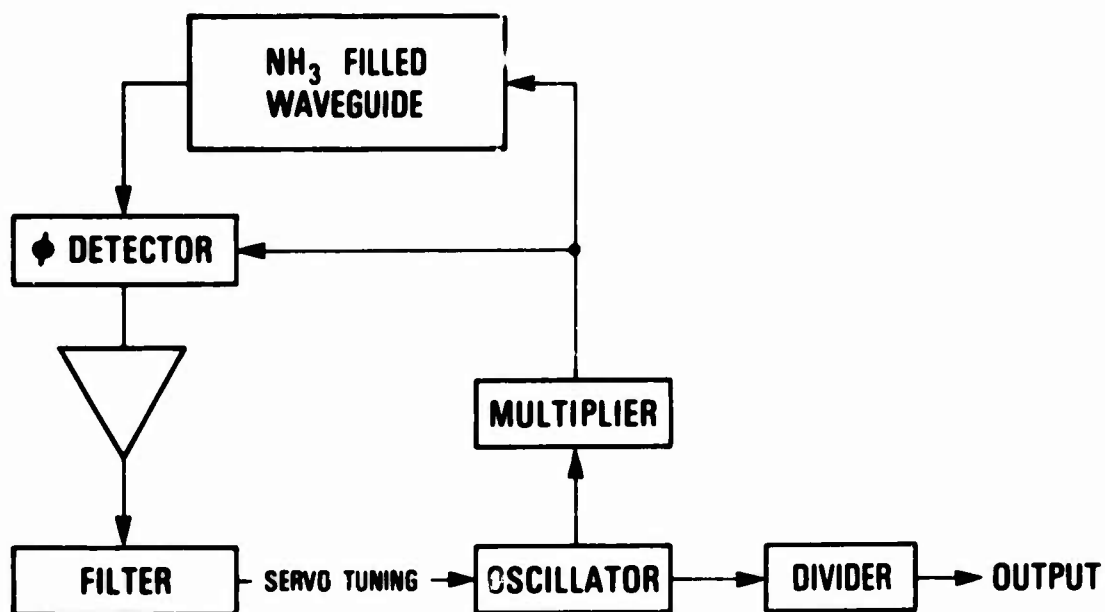 NH₃ FILLED
WAVEGUIDE
ϕ DETECTOR
MULTIPLIER
FILTER
SERVO TUNING
OSCILLATOR
DIVIDER
OUTPUT